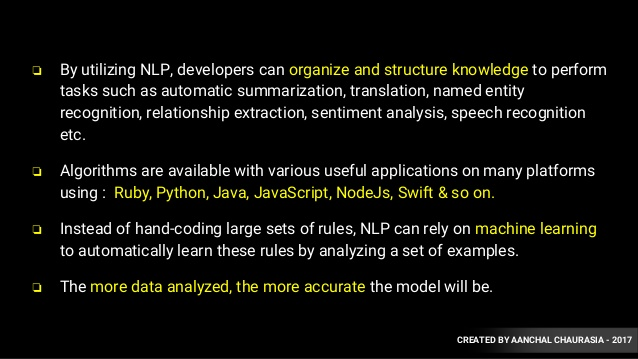 ❏ By utilizing NLP, developers can organize and structure knowledge to perform
tasks such as automatic summarization, translation, named entity
recognition, relationship extraction, sentiment analysis, speech recognition
etc.
❏ Algorithms are available with various useful applications on many platforms
using : Ruby, Python, Java, JavaScript, NodeJs, Swift & so on.
❏ Instead of hand-coding large sets of rules, NLP can rely on machine learning
to automatically learn these rules by analyzing a set of examples.
❏ The more data analyzed, the more accurate the model will be.
CREATED BY AANCHAL CHAURASIA - 2017